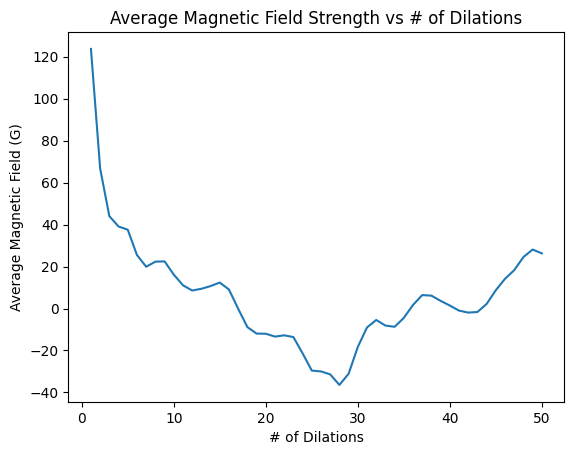 Average Magnetic Field Strength vs # of Dilations
Average Magnetic Field (G)
120
100
80
60
40
20
0
−20
−40
0 10 20 30 40 50
# of Dilations